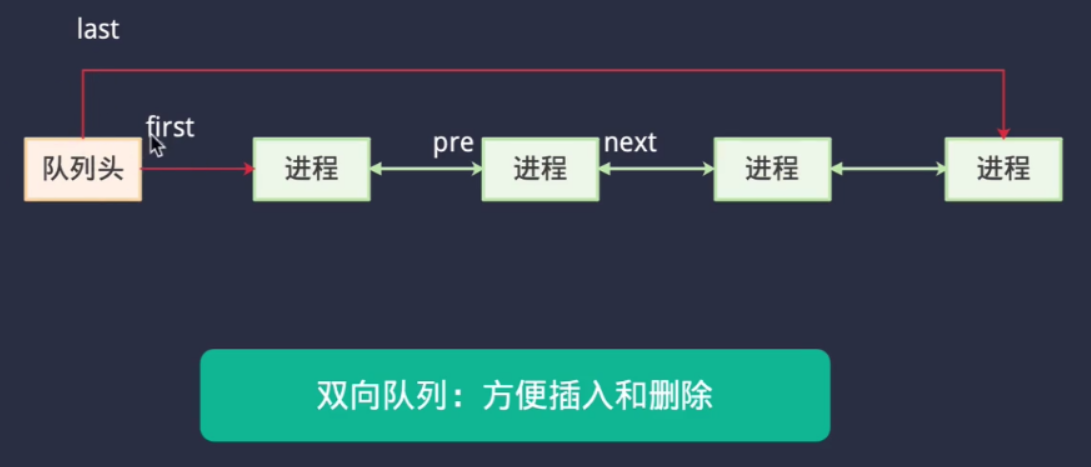 last
first
pre next
队列头 进程 进程 进程 进程
双向队列：方便插入和删除